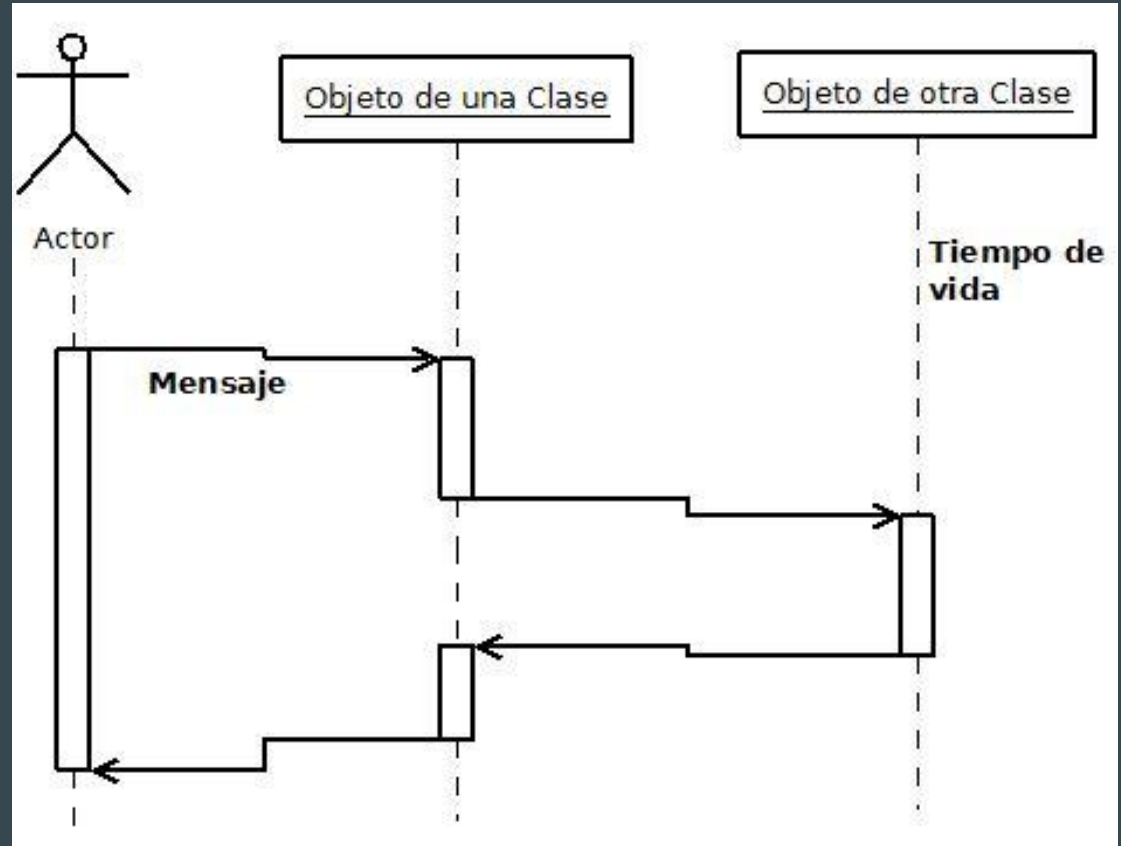 Objeto de una Clase
Objeto de otra Clase
Actor
Tiempo de
vida
Mensaje